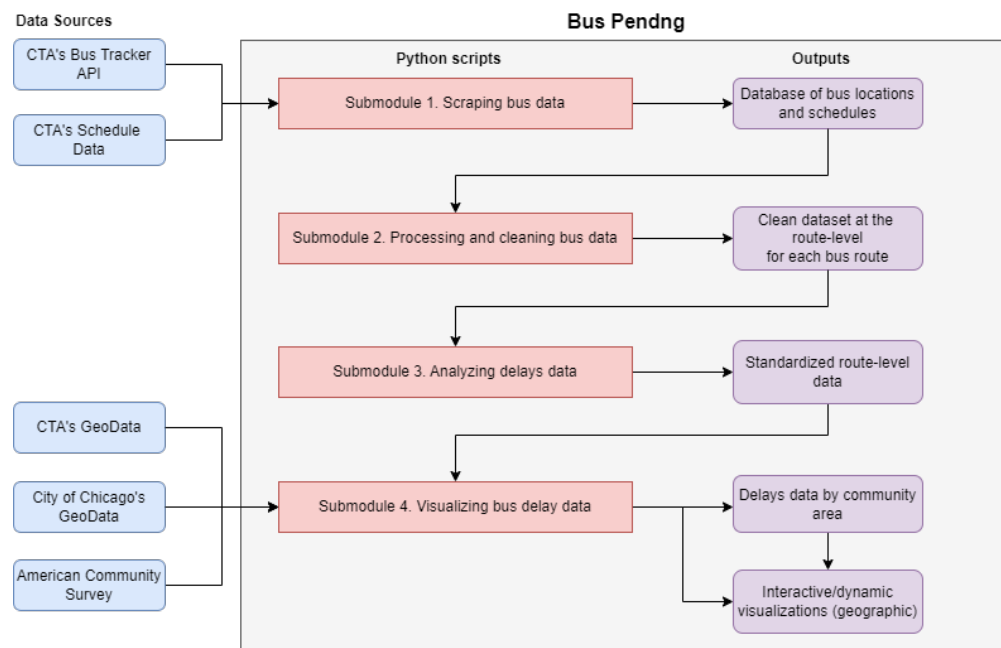 Data Sources
Bus Pendng
CTA's Bus Tracker
API
CTA's Schedule
Data
Python scripts
Outputs
Submodule 1. Scraping bus data
Database of bus locations
and schedules
Submodule 2. Processing and cleaning bus data
Clean dataset at the
route-level
for each bus route
Submodule 3. Analyzing delays data
Standardized route-level
data
CTA's GeoData
City of Chicago's
GeoData
American Community
Survey
Submodule 4. Visualizing bus delay data
Delays data by community
area
Interactive/dynamic
visualizations (geographic)